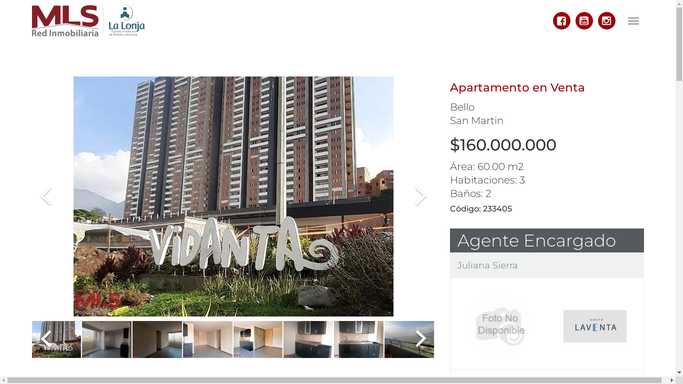 MLS
Red Inmobiliaria
La Lonja
Apartamento en Venta
Bello
San Martin
$160.000.000
Área: 60.00 m2
Habitaciones: 3
Baños: 2
Código: 233405
ViDANTA
MLS
Agente Encargado
Juliana Sierra
Foto No
Disponible
LAVENTA